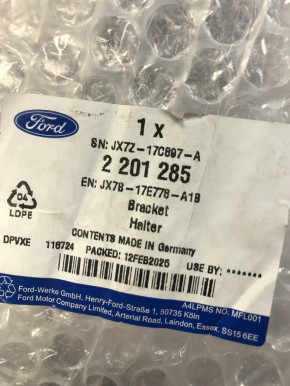 Ford
1 x
SN: JX7Z-17C897-A
2 201 285
EN: JX7B-17E778-A1B
Bracket
Halter
04
LDPE
CONTENTS MADE IN Germany
DPVXE 116724 PACKED: 12FEB2025 USE BY: *******
A4LPMS NO. MFL001
Ford-Werke GmbH, Henry-Ford-Straße 1, 50735 Köln
Ford Motor Company Limited, Arterial Road, Laindon, Essex, SS15 6EE